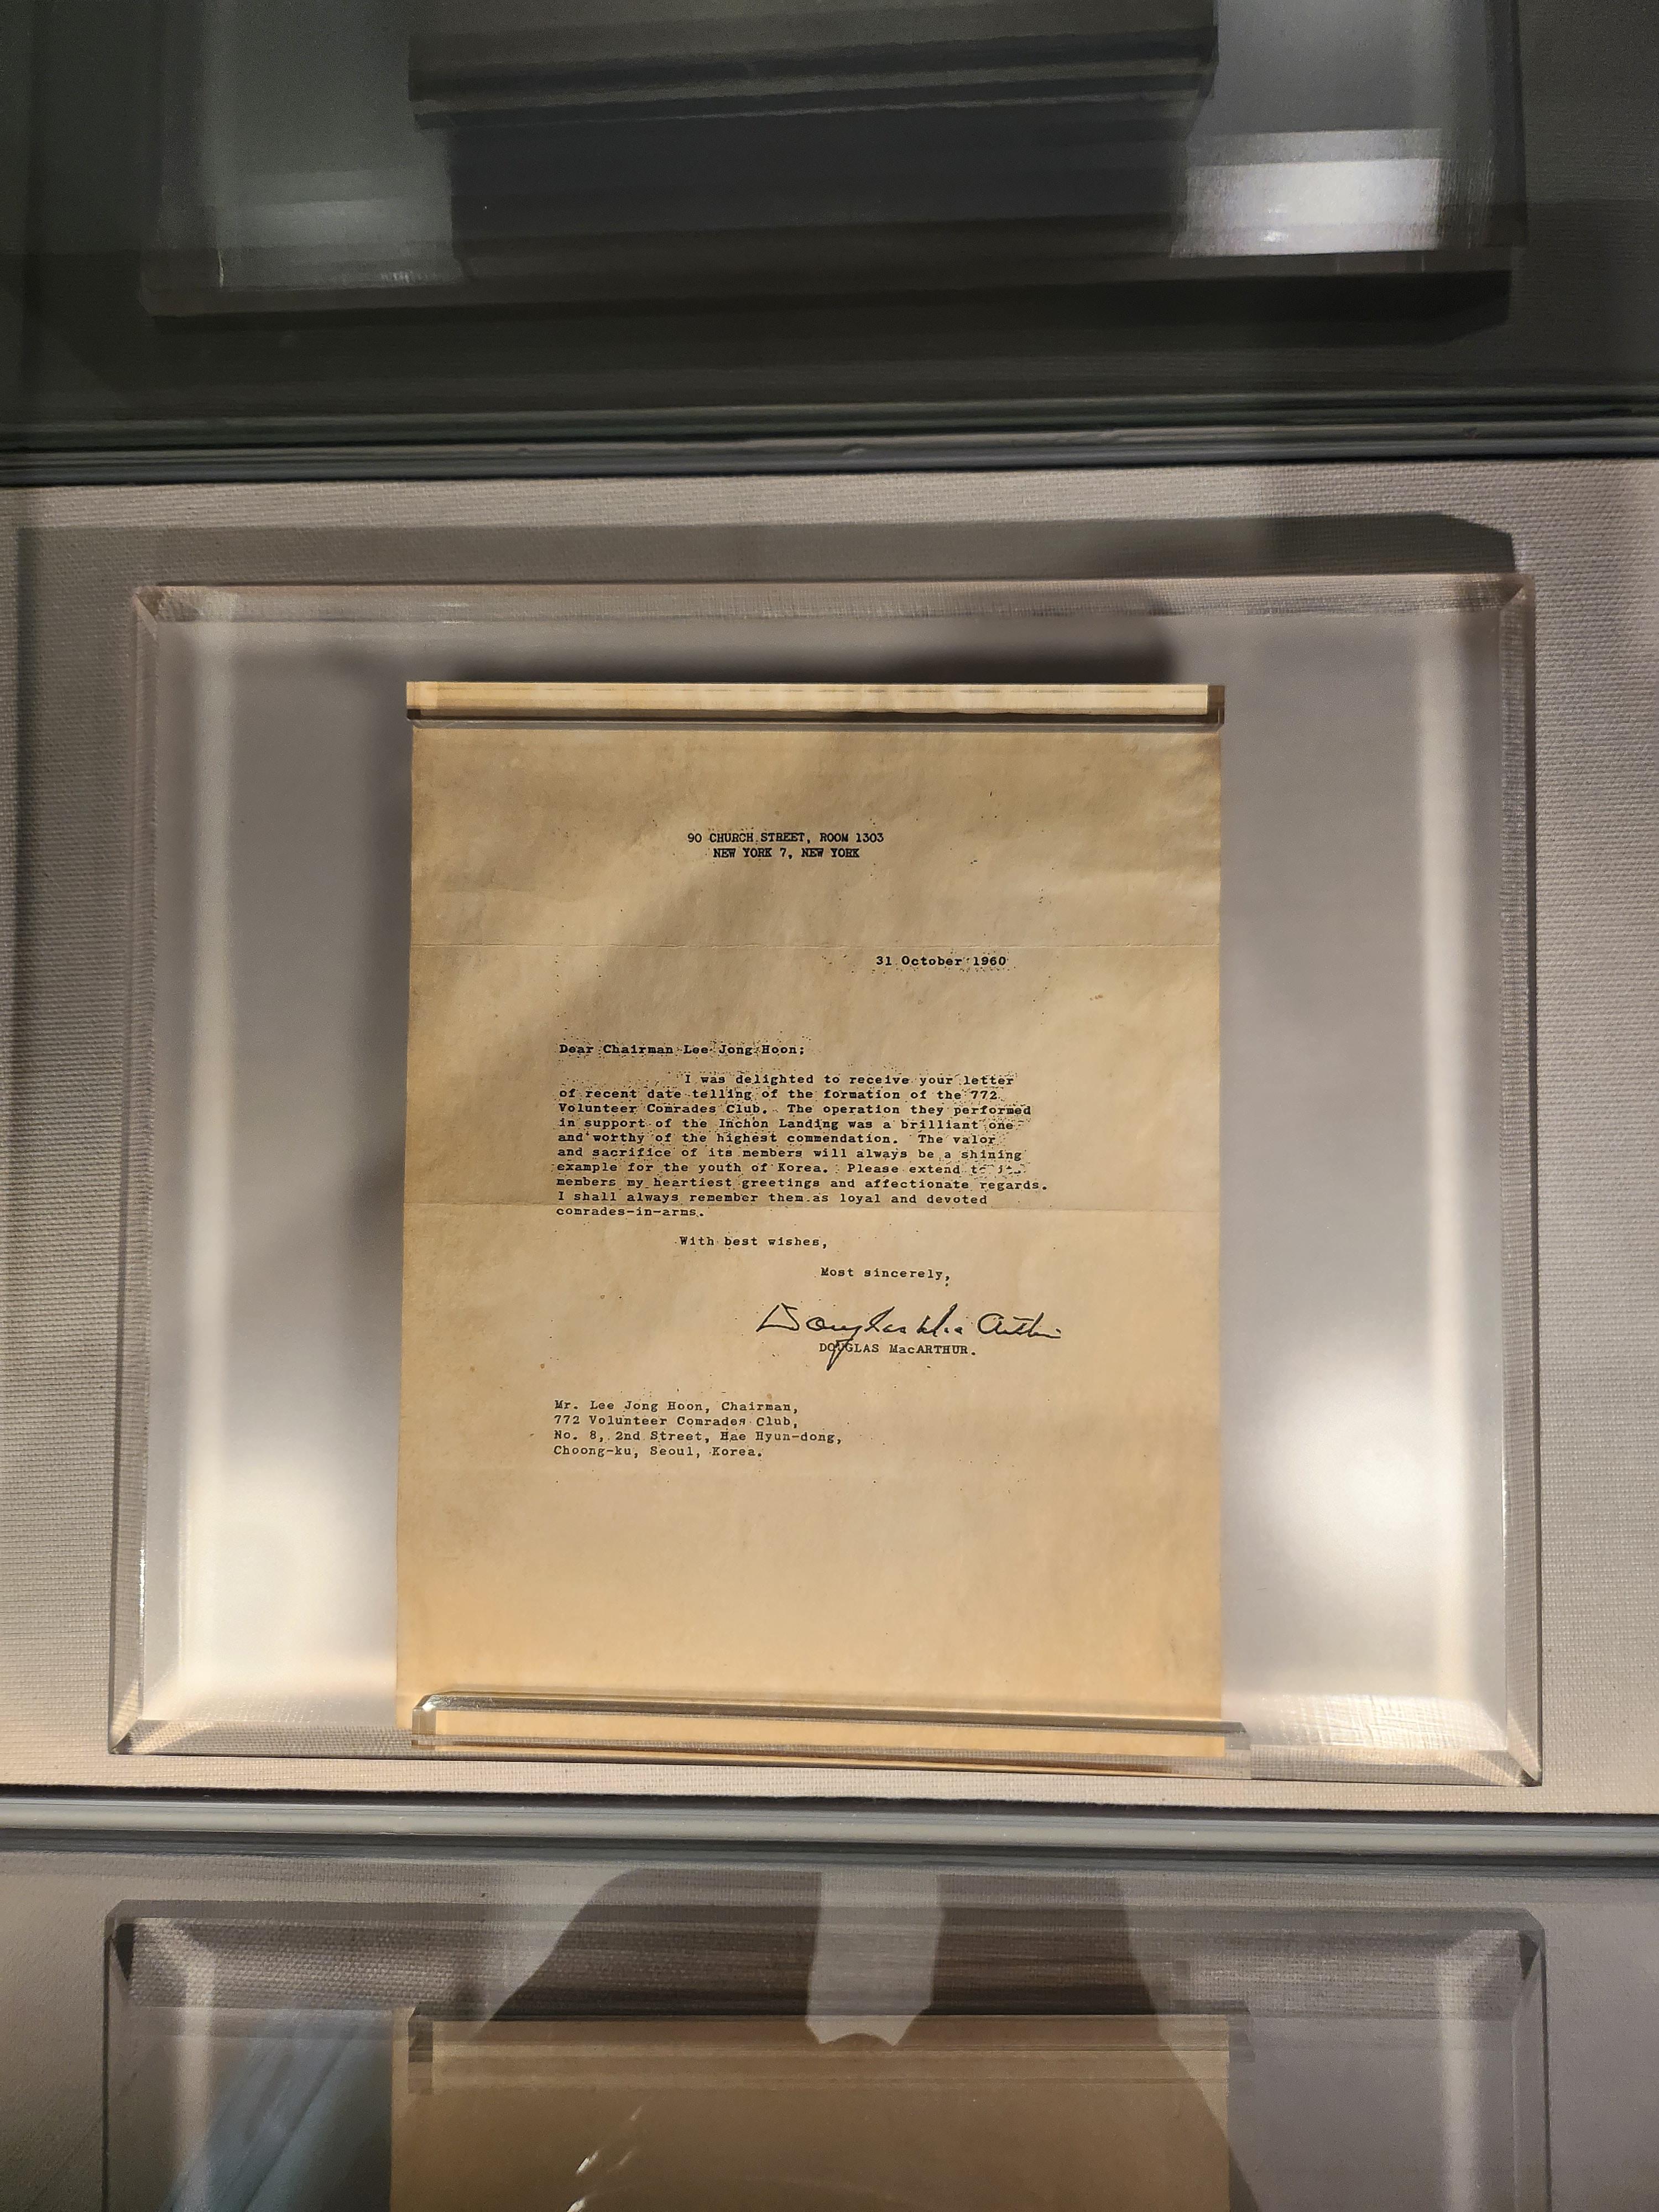 90 CHURCH STREET, ROOM 1303
NEW YORK 7, NEW YORK
31 October 1960
Dear Chairman Lee Jong Hoon;
I was delighted to receive your letter
of recent date telling of the formation of the 772
Volunteer Comrades Club. The operation they performed
in support of the Inchon Landing was a brilliant one
and worthy of the highest commendation. The valor
and sacrifice of its members will always be a shining
example for the youth of Korea. Please extend to its
members my heartiest greetings and affectionate regards.
I shall always remember them as loyal and devoted
comrades-in-arms.
With best wishes,
Most sincerely,
Douglas MacArthur
DOUGLAS MacARTHUR.
Mr. Lee Jong Hoon, Chairman,
772 Volunteer Comrades Club,
No. 8, 2nd Street, Hae Hyun-dong,
Choong-ku, Seoul, Korea.